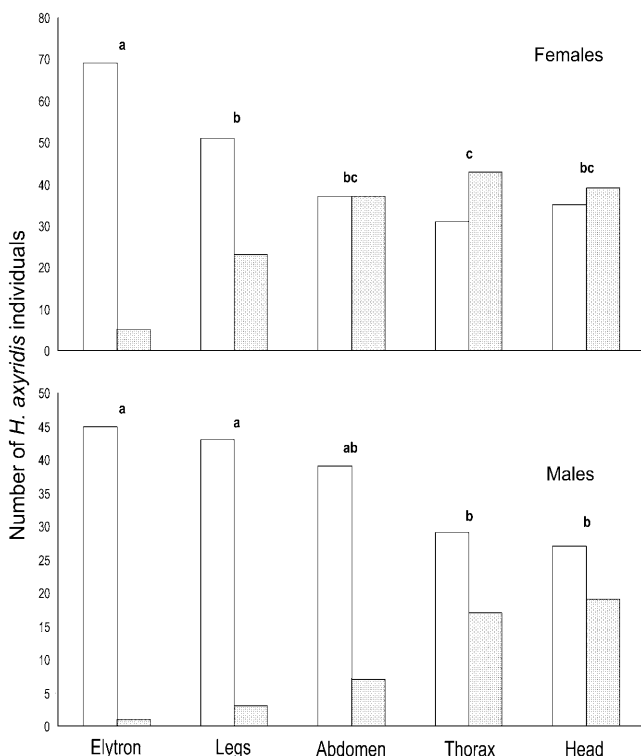 Number of H. axyridis individuals
80
70
60
50
40
30
20
10
0
a
b
bc
c
bc
Females
50
45
40
35
30
25
20
15
10
5
0
a
a
ab
b
b
Males
Elytron Legs Abdomen Thorax Head